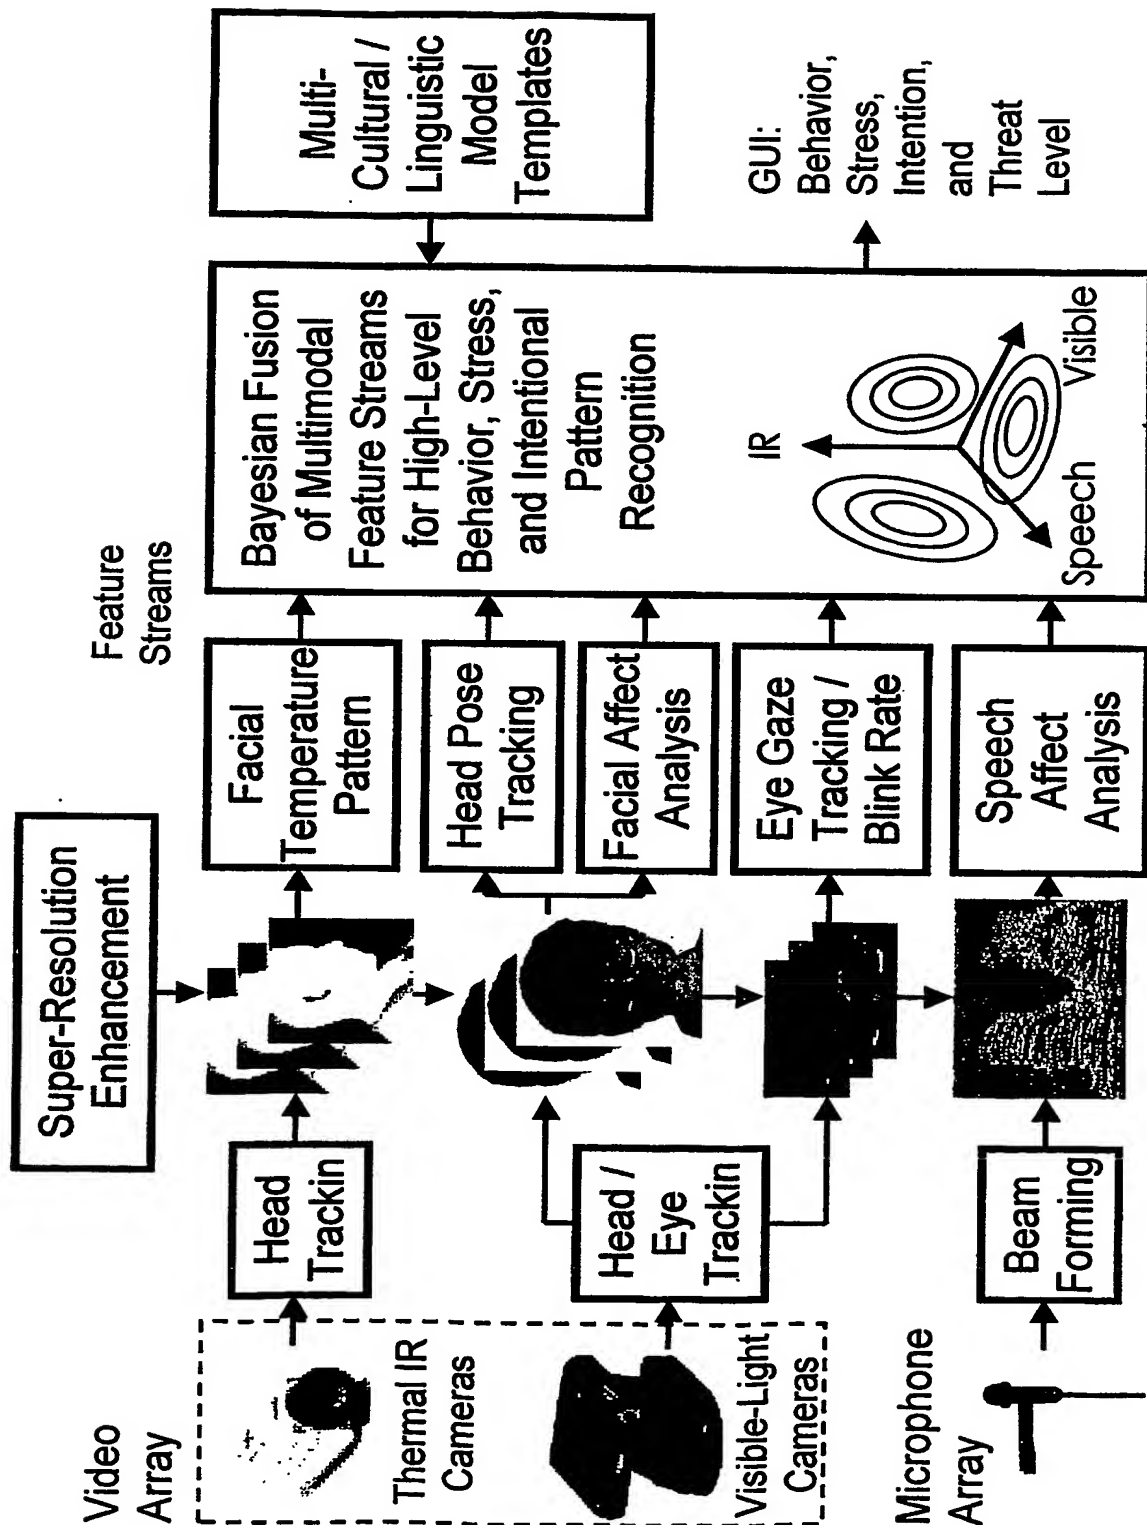 Super-Resolution
Enhancement
Video
Array
Thermal IR
Cameras
Visible-Light
Cameras
Microphone
Array
Head
Trackin
Head /
Eye
Trackin
Beam
Forming
Feature
Streams
Facial
Temperature
Pattern
Head Pose
Tracking
Facial Affect
Analysis
Eye Gaze
Tracking /
Blink Rate
Speech
Affect
Analysis
Bayesian Fusion
of Multimodal
Feature Streams
for High-Level
Behavior, Stress,
and Intentional
Pattern
Recognition
IR
Speech
Visible
Multi-
Cultural /
Linguistic
Model
Templates
GUI:
Behavior,
Stress,
Intention,
and
Threat
Level